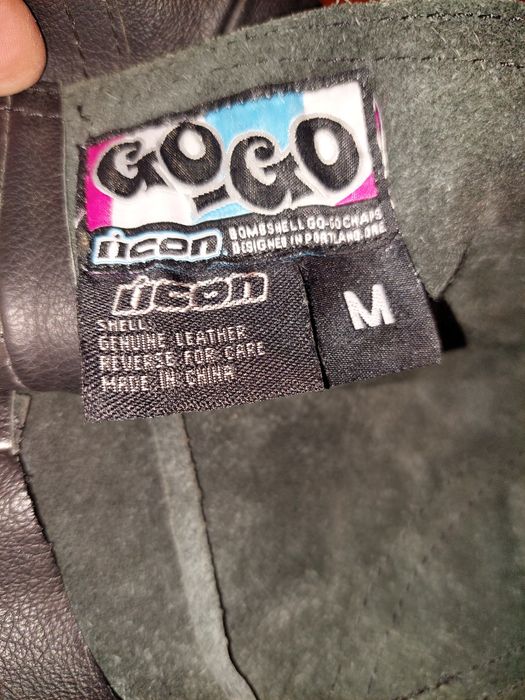 GO-GO
icon
BOMBSHELL GO-GO CHAPS
DESIGNED IN PORTLAND, ORE
icon
SHELL:
GENUINE LEATHER
REVERSE FOR CARE
MADE IN CHINA
M